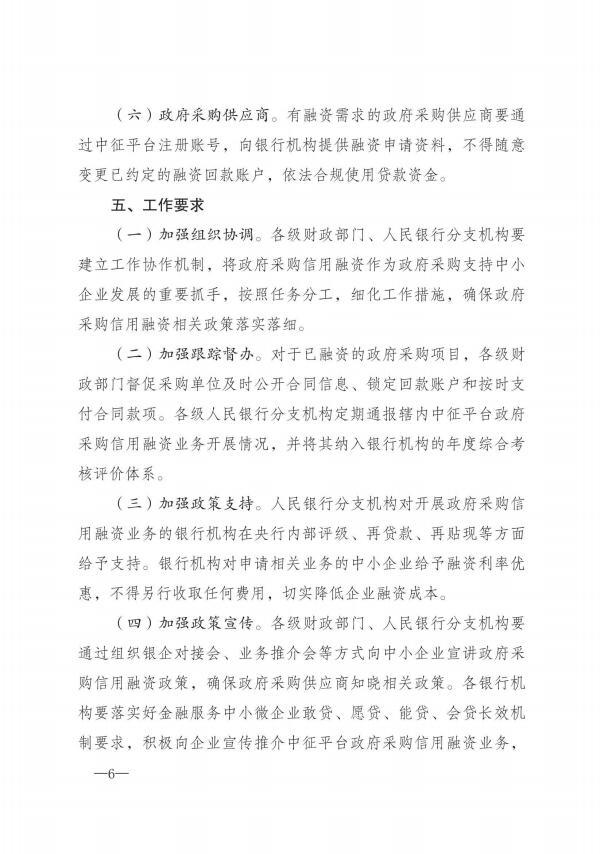 （六）政府采购供应商。有融资需求的政府采购供应商要通
过中征平台注册账号，向银行机构提供融资申请资料，不得随意
变更已约定的融资回款账户，依法合规使用贷款资金。
五、工作要求
（一）加强组织协调。各级财政部门、人民银行分支机构要
建立工作协作机制，将政府采购信用融资作为政府采购支持中小
企业发展的重要抓手，按照任务分工，细化工作措施，确保政府
采购信用融资相关政策落实落细。
（二）加强跟踪督办。对于已融资的政府采购项目，各级财
政部门督促采购单位及时公开合同信息、锁定回款账户和按时支
付合同款项。各级人民银行分支机构定期通报辖内中征平台政府
采购信用融资业务开展情况，并将其纳入银行机构的年度综合考
核评价体系。
（三）加强政策支持。人民银行分支机构对开展政府采购信
用融资业务的银行机构在央行内部评级、再贷款、再贴现等方面
给予支持。银行机构对申请相关业务的中小企业给予融资利率优
惠，不得另行收取任何费用，切实降低企业融资成本。
（四）加强政策宣传。各级财政部门、人民银行分支机构要
通过组织银企对接会、业务推介会等方式向中小企业宣讲政府采
购信用融资政策，确保政府采购供应商知晓相关政策。各银行机
构要落实好金融服务中小微企业敢贷、愿贷、能贷、会贷长效机
制要求，积极向企业宣传推介中征平台政府采购信用融资业务，
—6—